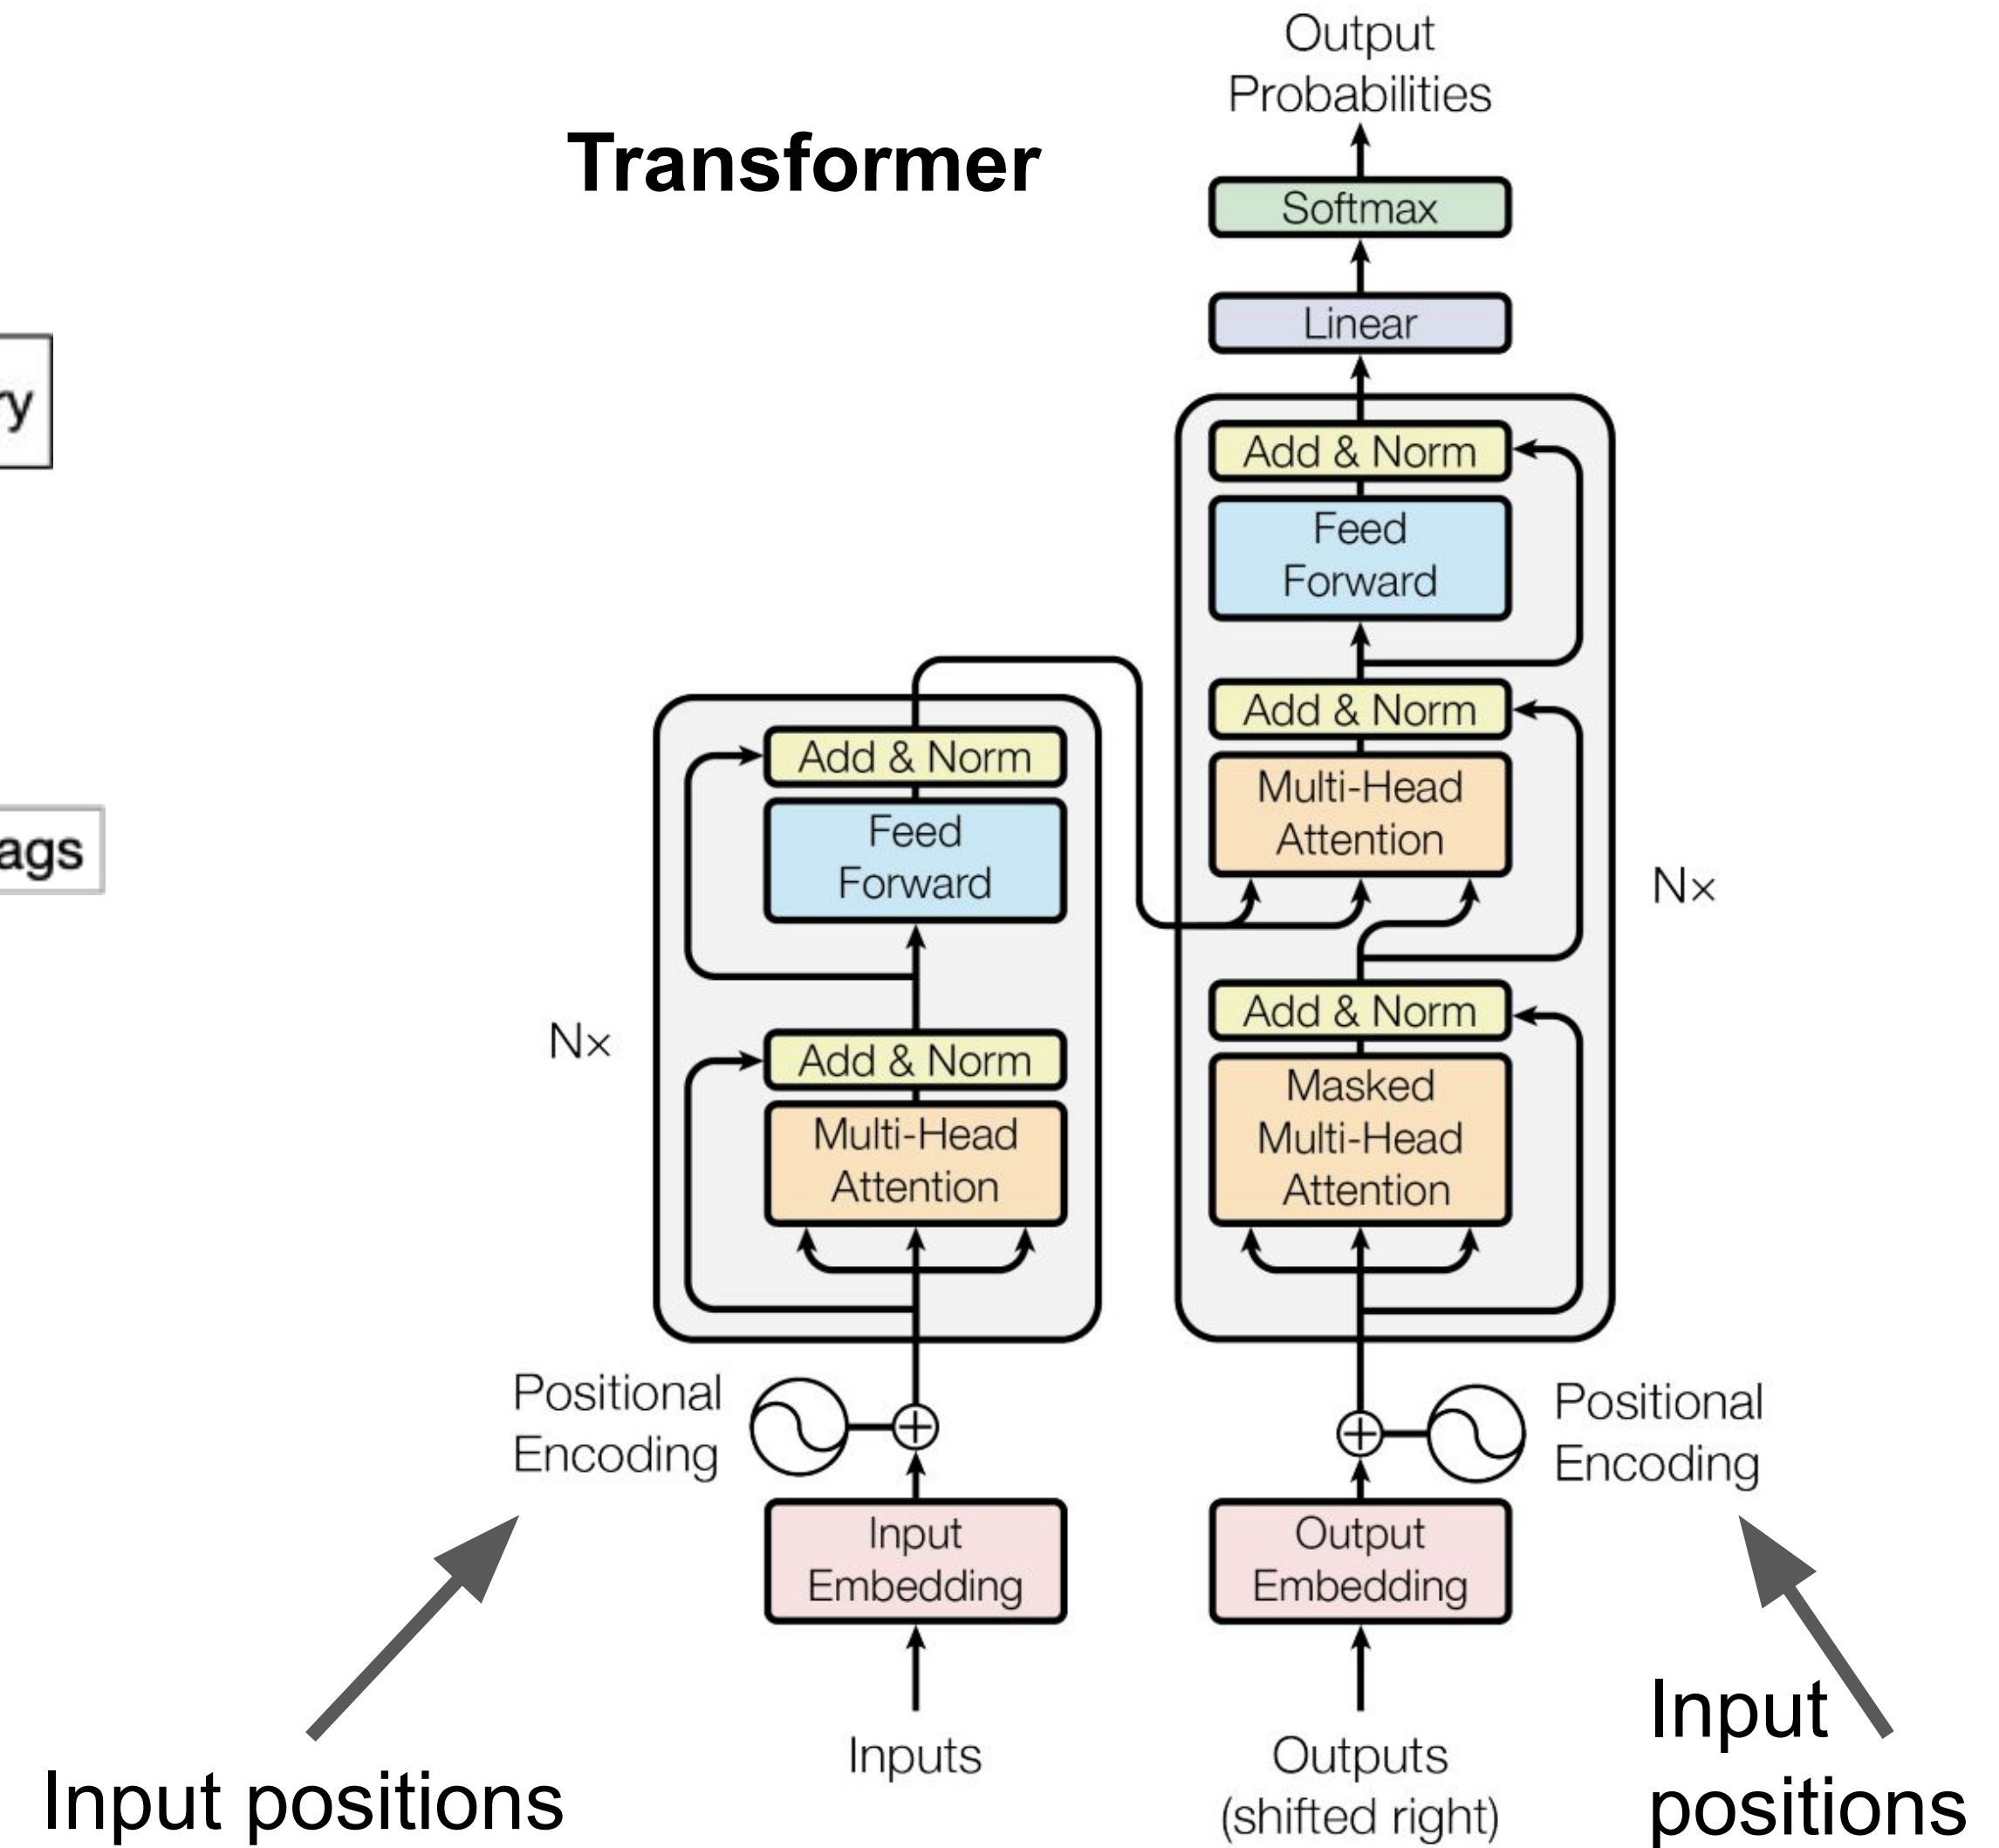 Transformer
ry
ags
Output
Probabilities
Softmax
Linear
Add & Norm
Feed
Forward
Add & Norm
Multi-Head
Attention
Nx
Add & Norm
Masked
Multi-Head
Attention
Add & Norm
Feed
Forward
Nx
Add & Norm
Multi-Head
Attention
Positional
Encoding
Positional
Encoding
Input
Embedding
Output
Embedding
Inputs
Outputs
(shifted right)
Input positions
Input
positions